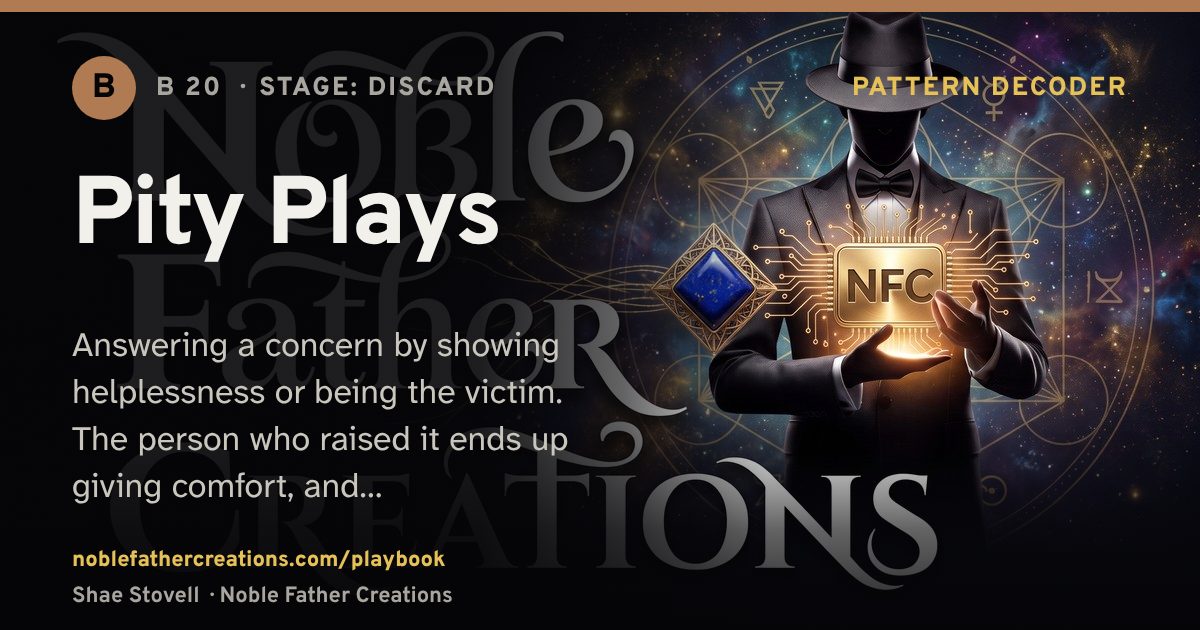 B
B 20 · STAGE: DISCARD
PATTERN DECODER
Pity Plays
Answering a concern by showing
helplessness or being the victim.
The person who raised it ends up
giving comfort, and...
noblefathercreations.com/playbook
Shae Stovell · Noble Father Creations
Noble
Father
Creations
NFC